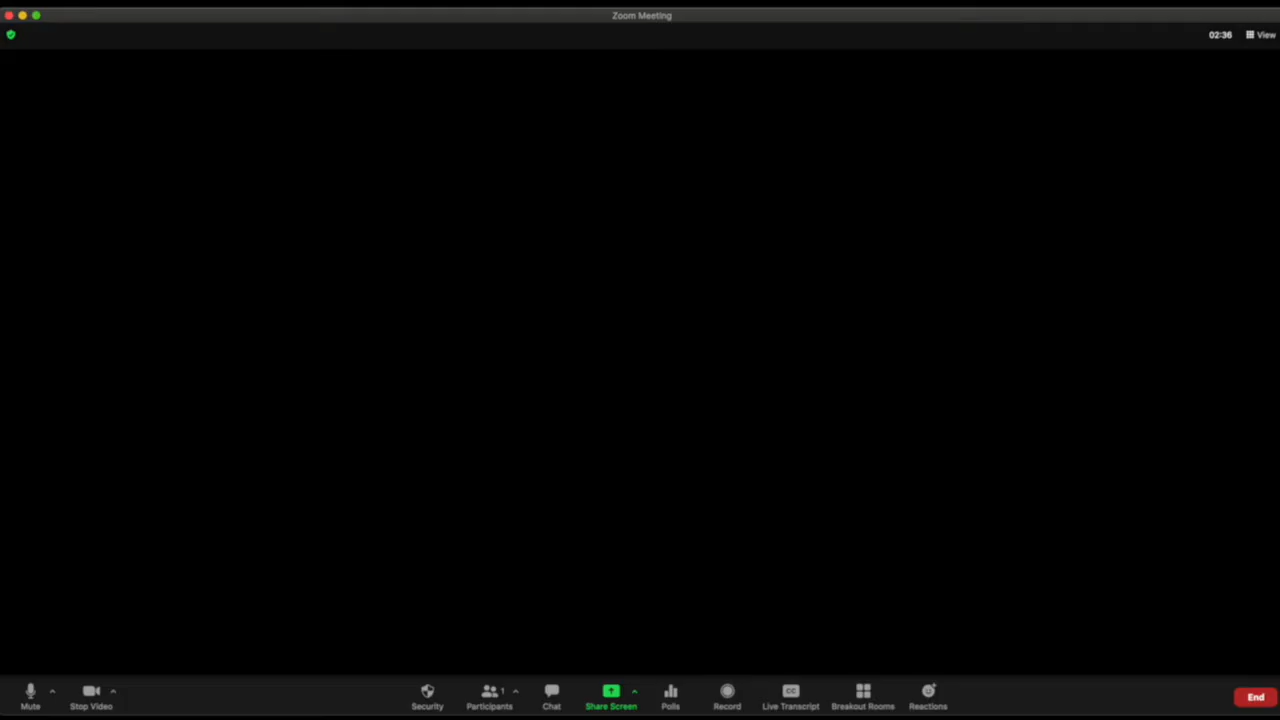 Zoom Meeting
02:36 View
Mute Stop Video Security Participants 1 Chat Share Screen Polls Record CC Live Transcript Breakout Rooms Reactions End